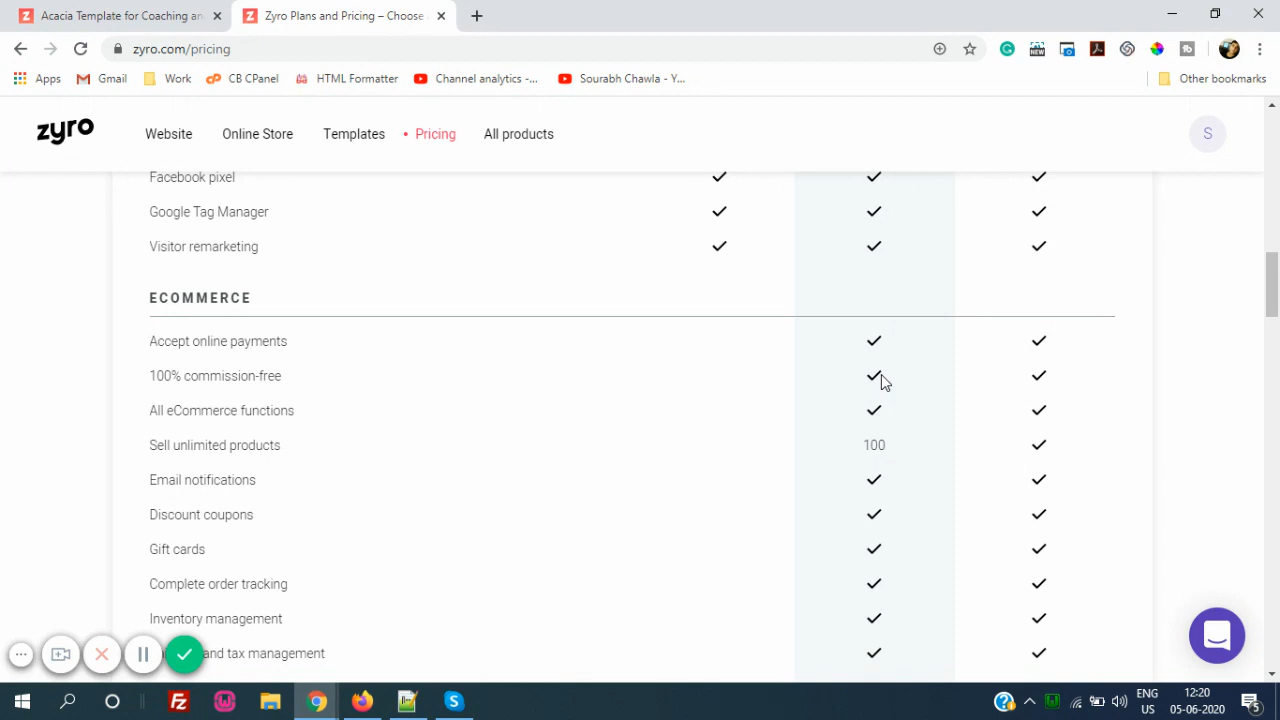 Acacia Template for Coaching an
Zyro Plans and Pricing – Choose
zyro.com/pricing
NEW
Apps
Gmail
Work
CB CPanel
HTML Formatter
Channel analytics -...
Sourabh Chawla - Y...
Other bookmarks
zyro
Website
Online Store
Templates
• Pricing
All products
S
Facebook pixel
Google Tag Manager
Visitor remarketing
ECOMMERCE
Accept online payments
100% commission-free
All eCommerce functions
Sell unlimited products 100
Email notifications
Discount coupons
Gift cards
Complete order tracking
Inventory management
and tax management
ENG
US
12:20
05-06-2020
5